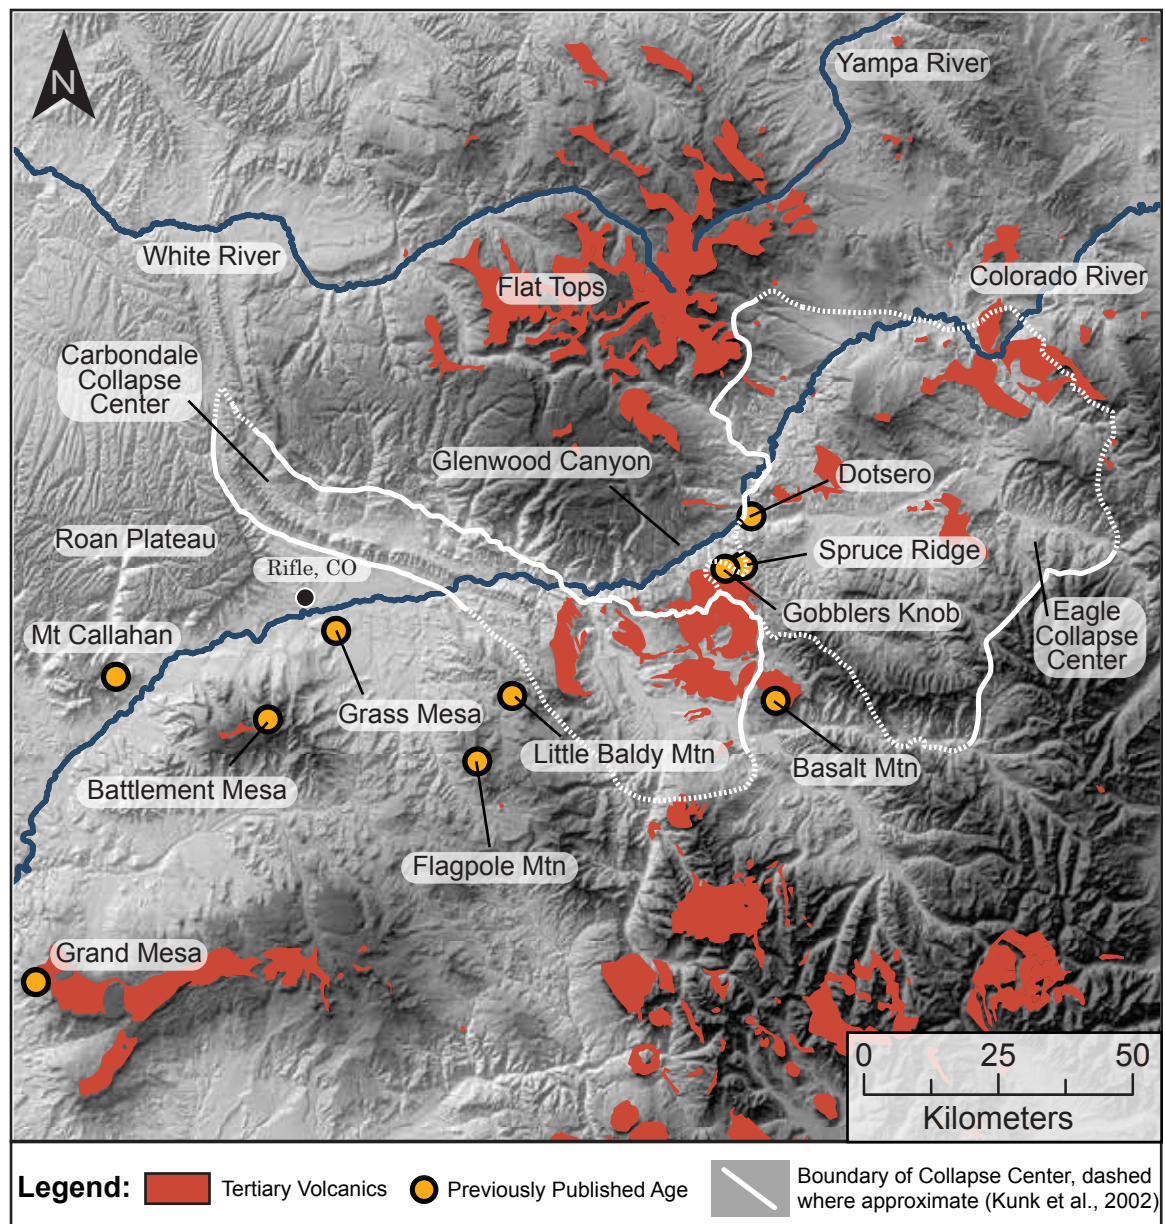 N
Yampa River
White River
Colorado River
Flat Tops
Carbondale
Collapse
Center
Glenwood Canyon
Dotsero
Roan Plateau
Spruce Ridge
Rifle, CO
Gobblers Knob
Eagle
Collapse
Center
Mt Callahan
Grass Mesa
Little Baldy Mtn
Basalt Mtn
Battlement Mesa
Flagpole Mtn
Grand Mesa
0 25 50
Kilometers
Legend:
Tertiary Volcanics
Previously Published Age
Boundary of Collapse Center, dashed
where approximate (Kunk et al., 2002)